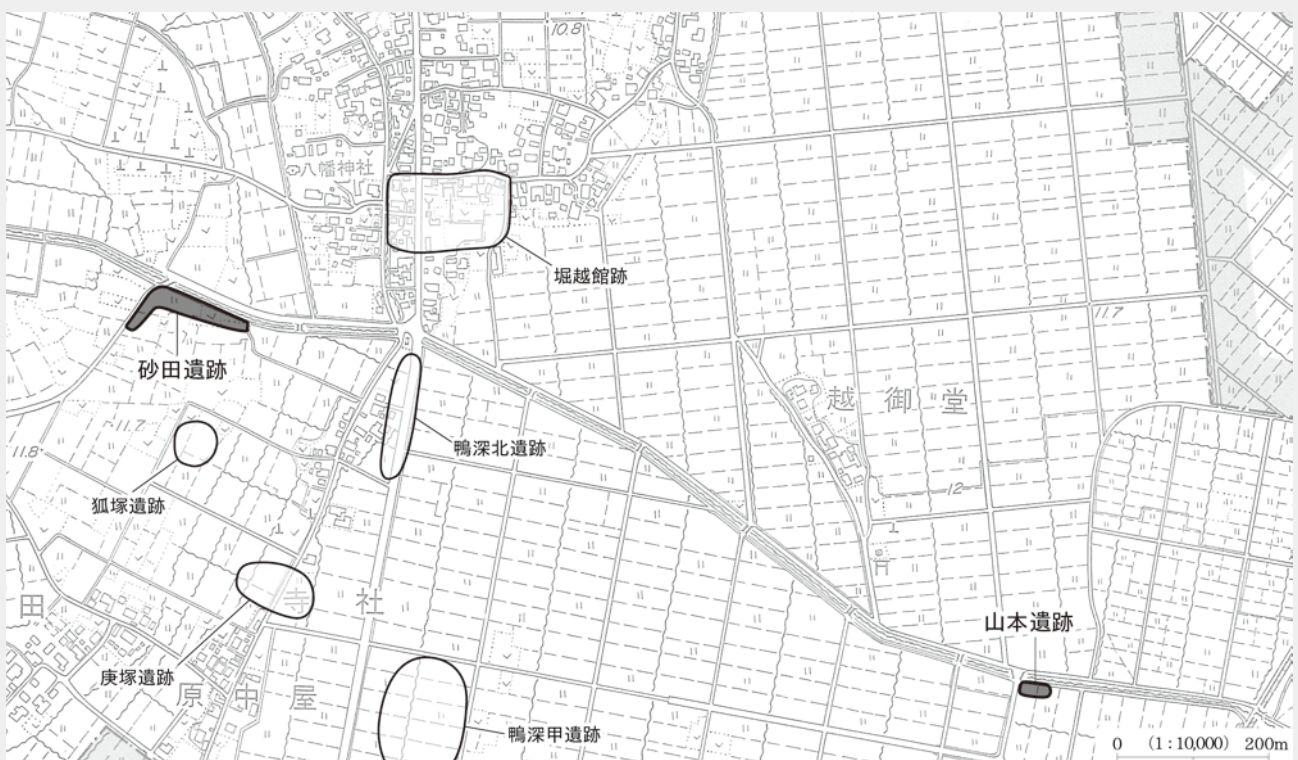 10.8
八幡神社
堀越館跡
11.7
砂田遺跡
越御堂
11.7
鴨深北遺跡
11.8
狐塚遺跡
12
寺社
田
山本遺跡
庚塚遺跡
原中屋
鴨深甲遺跡
0 (1:10,000) 200m